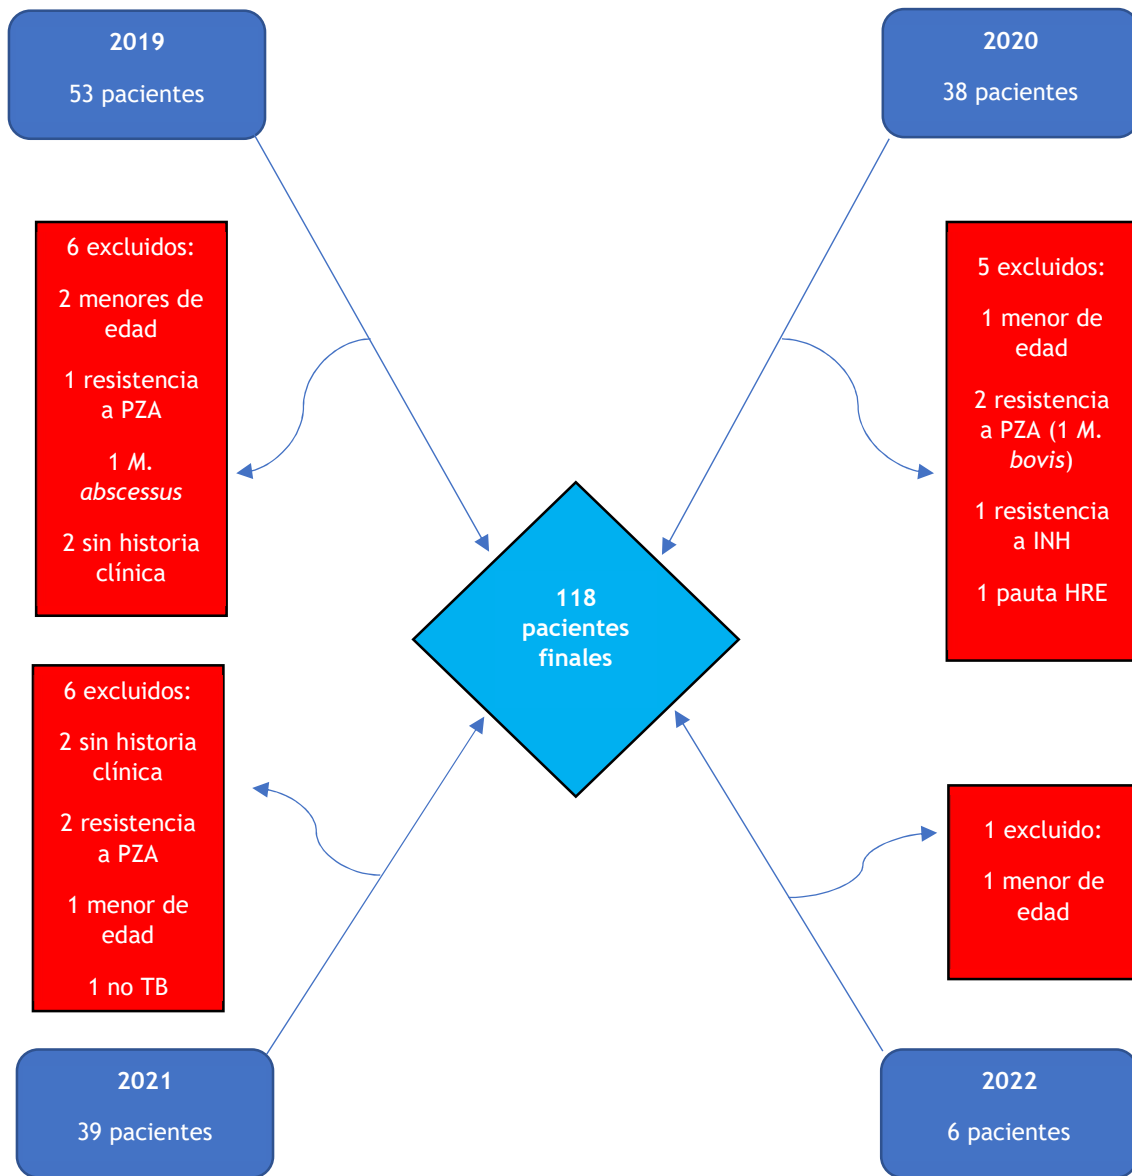 2019
53 pacientes
2020
38 pacientes
6 excluidos:
2 menores de
edad
1 resistencia
a PZA
1 M.
abscessus
2 sin historia
clínica
5 excluidos:
1 menor de
edad
2 resistencia
a PZA (1 M.
bovis)
1 resistencia
a INH
1 pauta HRE
118
pacientes
finales
6 excluidos:
2 sin historia
clínica
2 resistencia
a PZA
1 menor de
edad
1 no TB
1 excluido:
1 menor de
edad
2021
39 pacientes
2022
6 pacientes